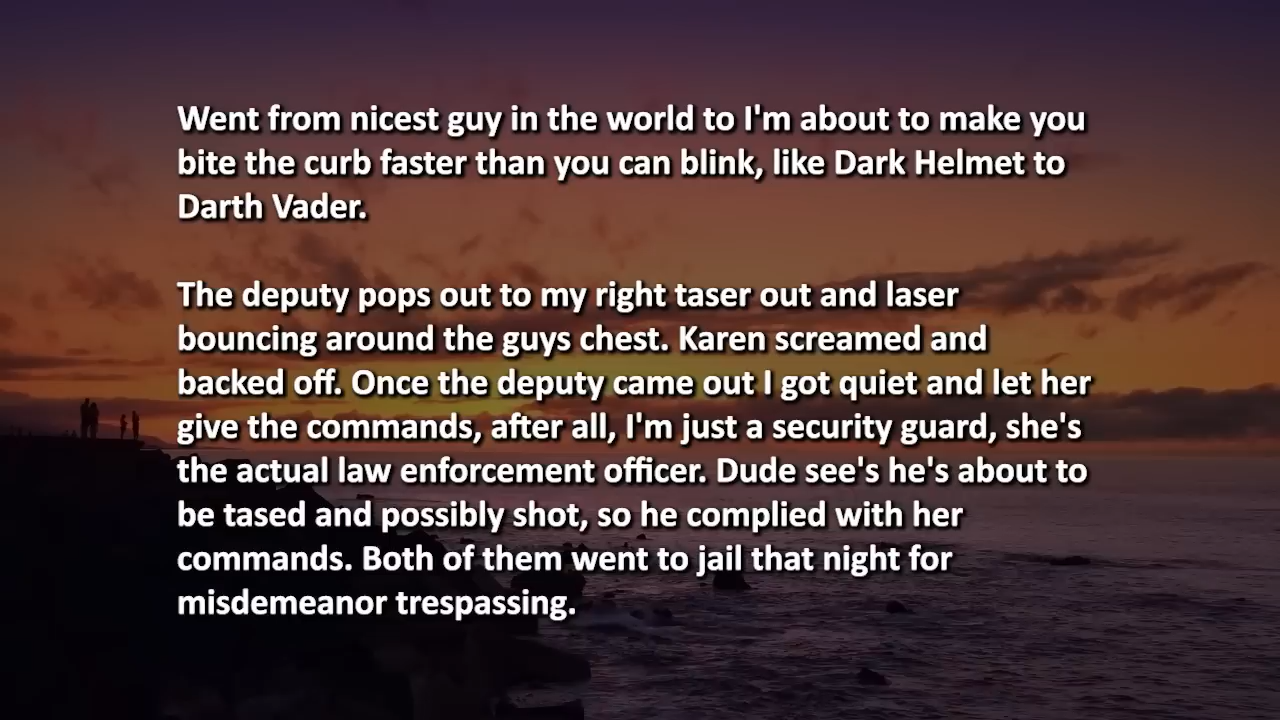 Went from nicest guy in the world to I'm about to make you
bite the curb faster than you can blink, like Dark Helmet to
Darth Vader.
The deputy pops out to my right taser out and laser
bouncing around the guys chest. Karen screamed and
backed off. Once the deputy came out I got quiet and let her
give the commands, after all, I'm just a security guard, she's
the actual law enforcement officer. Dude see's he's about to
be tased and possibly shot, so he complied with her
commands. Both of them went to jail that night for
misdemeanor trespassing.